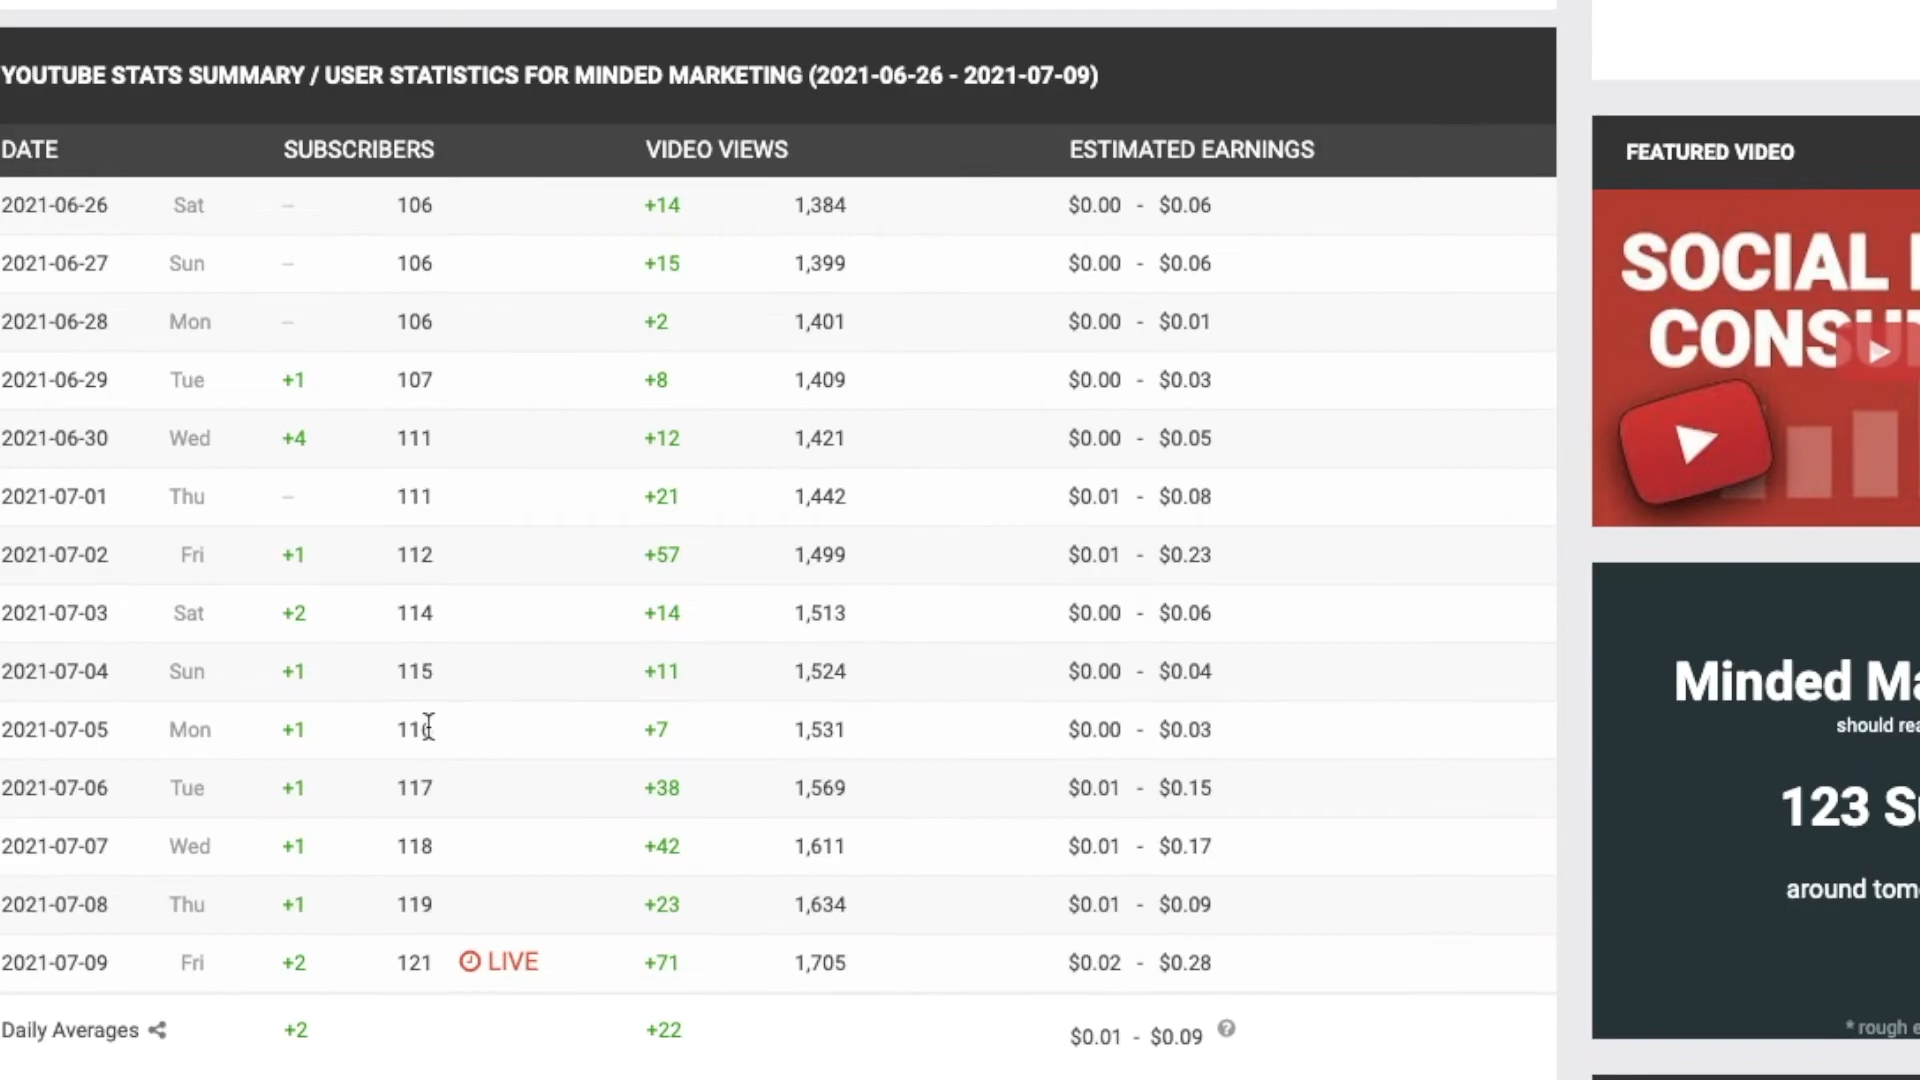 YOUTUBE STATS SUMMARY / USER STATISTICS FOR MINDED MARKETING (2021-06-26 - 2021-07-09)
DATE SUBSCRIBERS VIDEO VIEWS ESTIMATED EARNINGS
2021-06-26 Sat – 106 +14 1,384 $0.00 - $0.06
2021-06-27 Sun – 106 +15 1,399 $0.00 - $0.06
2021-06-28 Mon – 106 +2 1,401 $0.00 - $0.01
2021-06-29 Tue +1 107 +8 1,409 $0.00 - $0.03
2021-06-30 Wed +4 111 +12 1,421 $0.00 - $0.05
2021-07-01 Thu – 111 +21 1,442 $0.01 - $0.08
2021-07-02 Fri +1 112 +57 1,499 $0.01 - $0.23
2021-07-03 Sat +2 114 +14 1,513 $0.00 - $0.06
2021-07-04 Sun +1 115 +11 1,524 $0.00 - $0.04
2021-07-05 Mon +1 116 +7 1,531 $0.00 - $0.03
2021-07-06 Tue +1 117 +38 1,569 $0.01 - $0.15
2021-07-07 Wed +1 118 +42 1,611 $0.01 - $0.17
2021-07-08 Thu +1 119 +23 1,634 $0.01 - $0.09
2021-07-09 Fri +2 121 LIVE +71 1,705 $0.02 - $0.28
Daily Averages +2 +22 $0.01 - $0.09
FEATURED VIDEO
SOCIAL
CONSU
Minded Ma
should rea
123 Su
around tom
* rough e